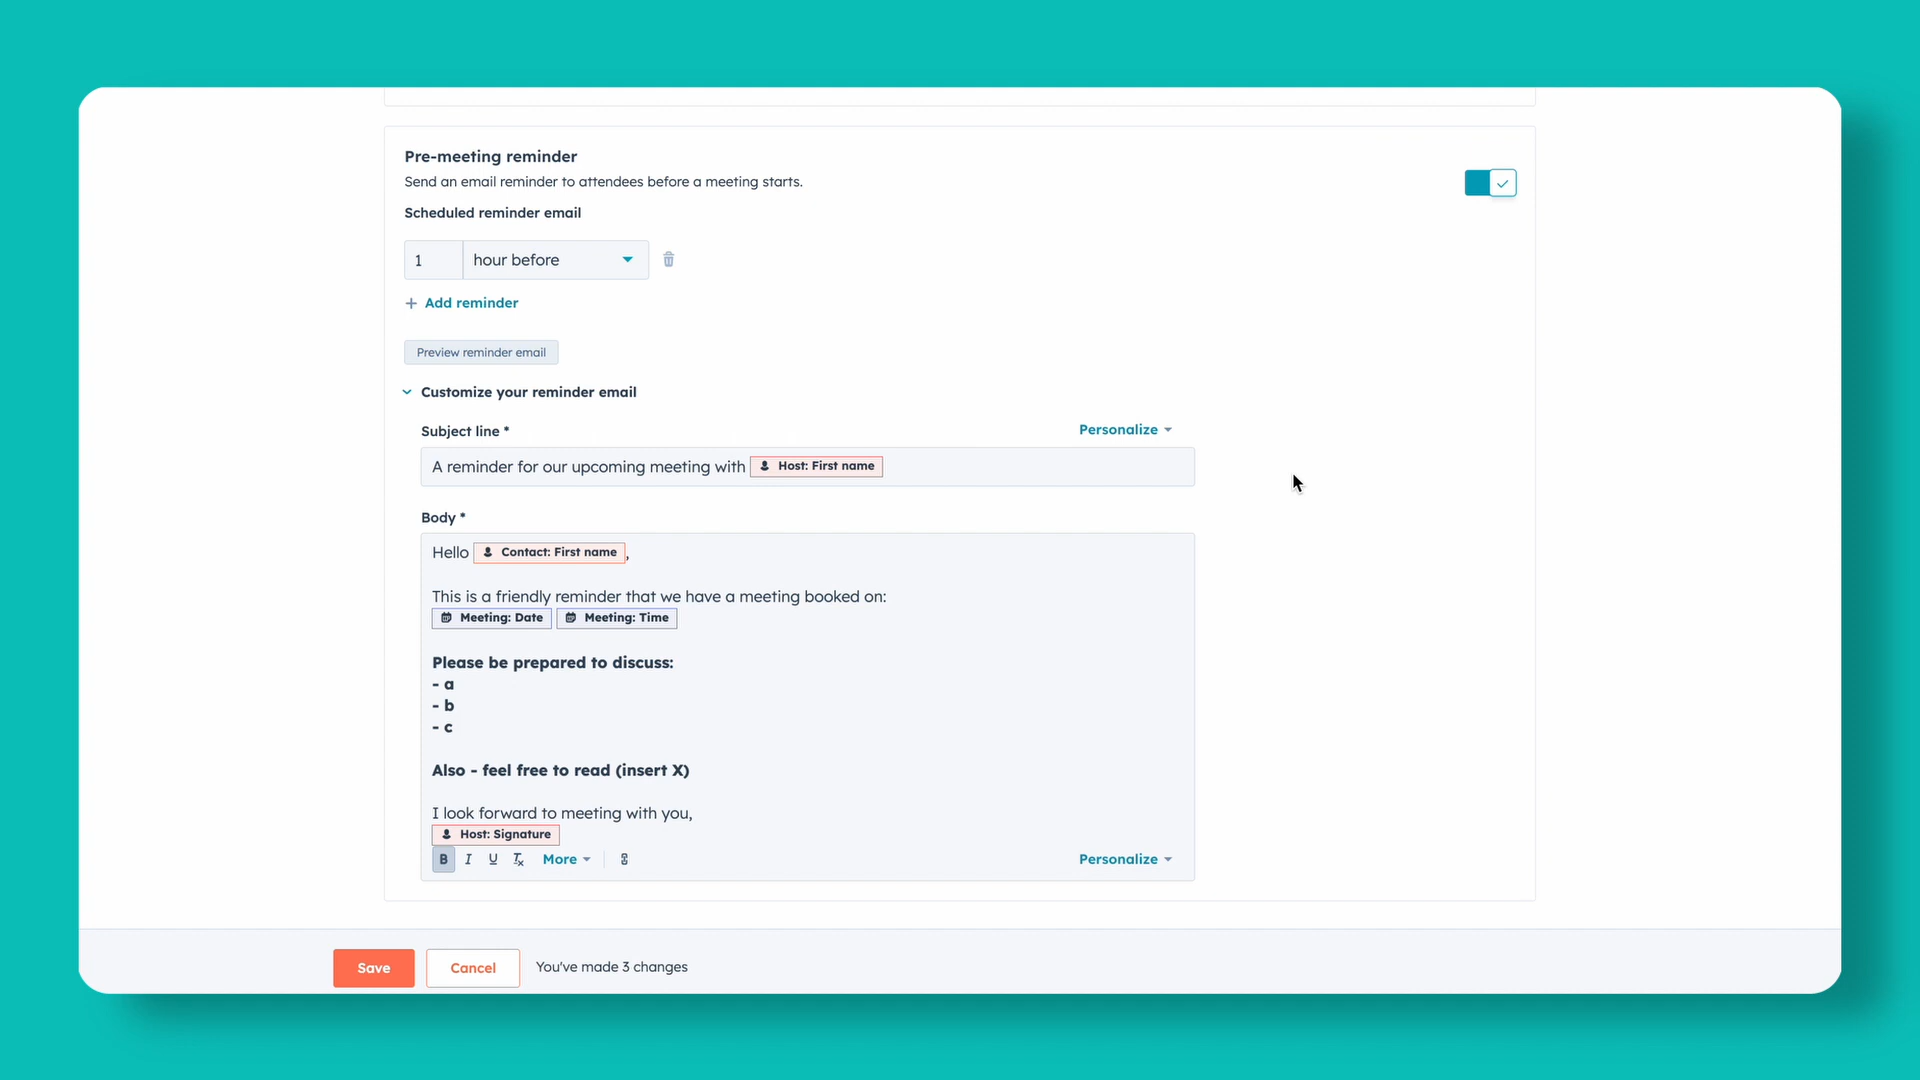 Pre-meeting reminder
Send an email reminder to attendees before a meeting starts.
Scheduled reminder email
1 hour before
+ Add reminder
Preview reminder email
Customize your reminder email
Subject line *
Personalize
A reminder for our upcoming meeting with Host: First name
Body *
Hello Contact: First name,
This is a friendly reminder that we have a meeting booked on:
Meeting: Date Meeting: Time
Please be prepared to discuss:
- a
- b
- c
Also - feel free to read (insert X)
I look forward to meeting with you,
Host: Signature
B I U Tx More Personalize
Save Cancel You've made 3 changes